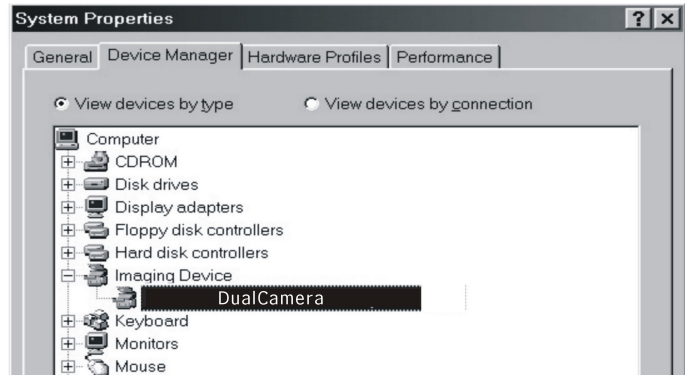 System Properties
General Device Manager Hardware Profiles Performance
View devices by type View devices by connection
Computer
CDROM
Disk drives
Display adapters
Floppy disk controllers
Hard disk controllers
Imaging Device
DualCamera
Keyboard
Monitors
Mouse